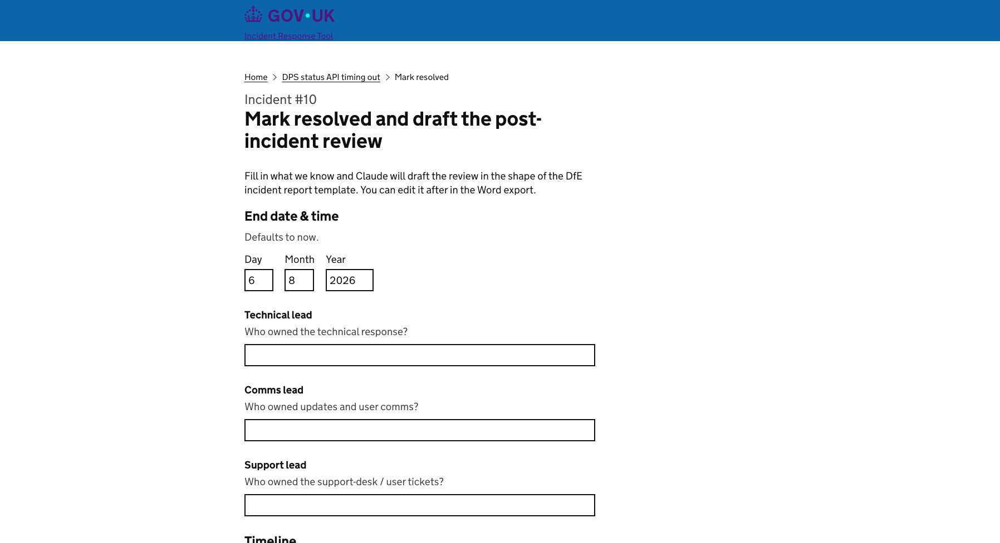 GOV•UK
Incident Response Tool
Home > DPS status API timing out > Mark resolved
Incident #10
Mark resolved and draft the post-
incident review
Fill in what we know and Claude will draft the review in the shape of the DfE
incident report template. You can edit it after in the Word export.
End date & time
Defaults to now.
Day Month Year
6 8 2026
Technical lead
Who owned the technical response?
Comms lead
Who owned updates and user comms?
Support lead
Who owned the support-desk / user tickets?
Timeline